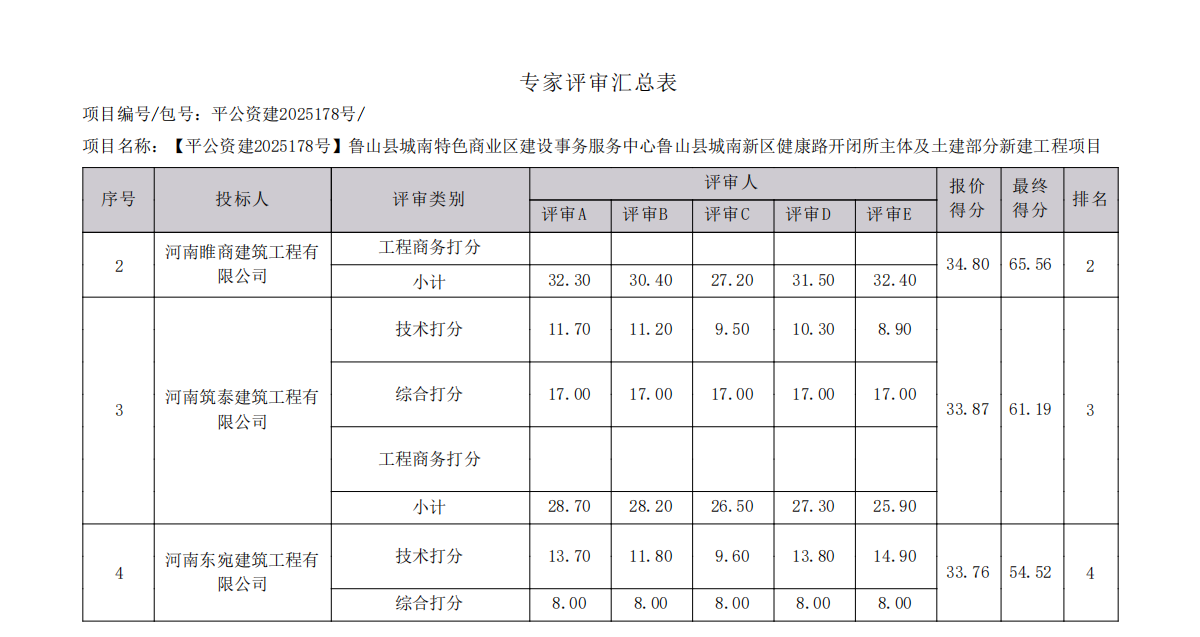 专家评审汇总表
项目编号/包号：平公资建2025178号/
项目名称：【平公资建2025178号】鲁山县城南特色商业区建设事务服务中心鲁山县城南新区健康路开闭所主体及土建部分新建工程项目
序号 投标人 评审类别 评审人 报价得分 最终得分 排名
评审A 评审B 评审C 评审D 评审E
2 河南睢商建筑工程有限公司 工程商务打分 34.80 65.56 2
小计 32.30 30.40 27.20 31.50 32.40
3 河南筑泰建筑工程有限公司 技术打分 11.70 11.20 9.50 10.30 8.90 33.87 61.19 3
综合打分 17.00 17.00 17.00 17.00 17.00
工程商务打分
小计 28.70 28.20 26.50 27.30 25.90
4 河南东宛建筑工程有限公司 技术打分 13.70 11.80 9.60 13.80 14.90 33.76 54.52 4
综合打分 8.00 8.00 8.00 8.00 8.00